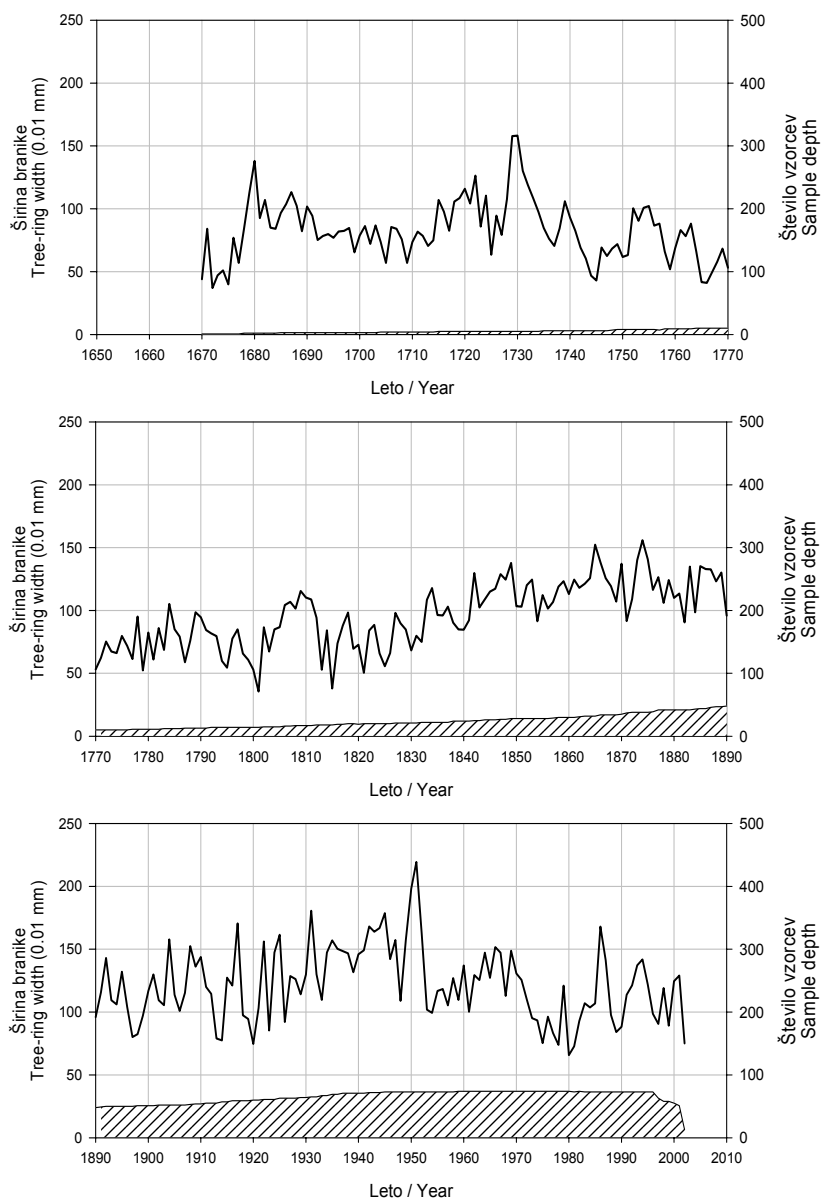 Širina branike
Tree-ring width (0.01 mm)
250
200
150
100
50
0
500
400
300
200
100
0
Število vzorcev
Sample depth
1650 1660 1670 1680 1690 1700 1710 1720 1730 1740 1750 1760 1770
Leto / Year
Širina branike
Tree-ring width (0.01 mm)
250
200
150
100
50
0
500
400
300
200
100
0
Število vzorcev
Sample depth
1770 1780 1790 1800 1810 1820 1830 1840 1850 1860 1870 1880 1890
Leto / Year
Širina branike
Tree-ring width (0.01 mm)
250
200
150
100
50
0
500
400
300
200
100
0
Število vzorcev
Sample depth
1890 1900 1910 1920 1930 1940 1950 1960 1970 1980 1990 2000 2010
Leto / Year